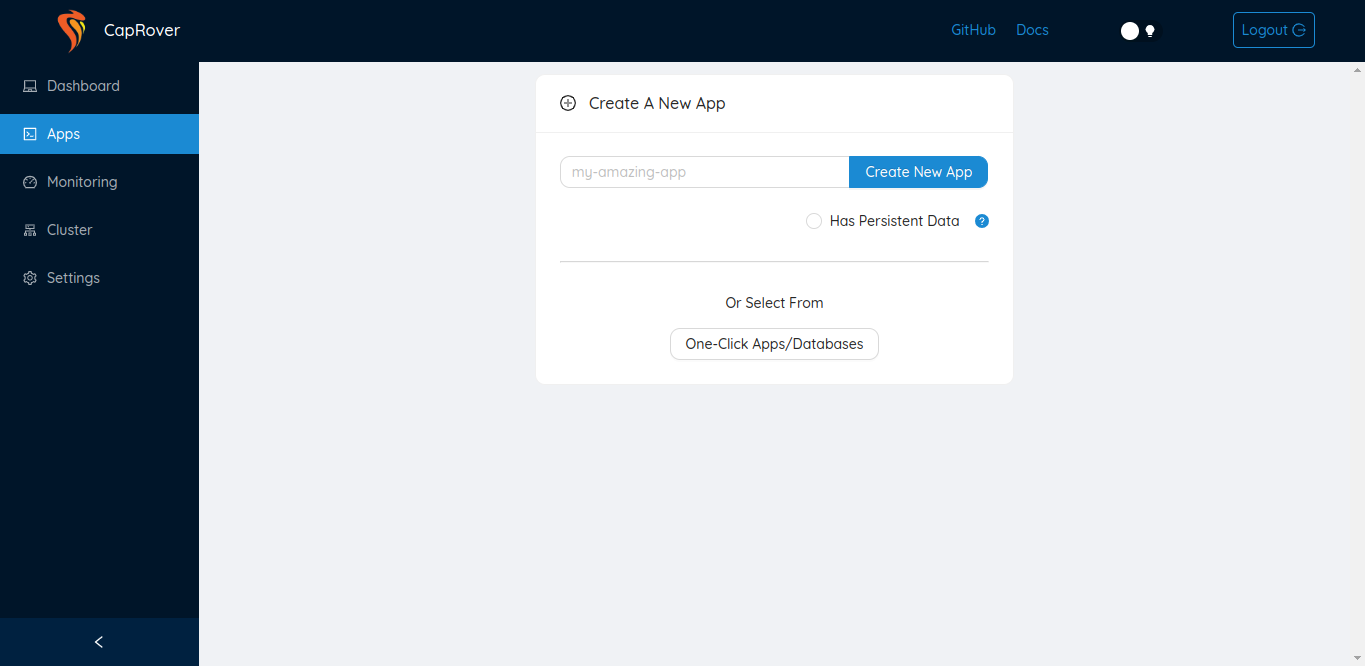 CapRover
GitHub
Docs
Logout
Dashboard
Apps
Monitoring
Cluster
Settings
Create A New App
my-amazing-app
Create New App
Has Persistent Data
?
Or Select From
One-Click Apps/Databases